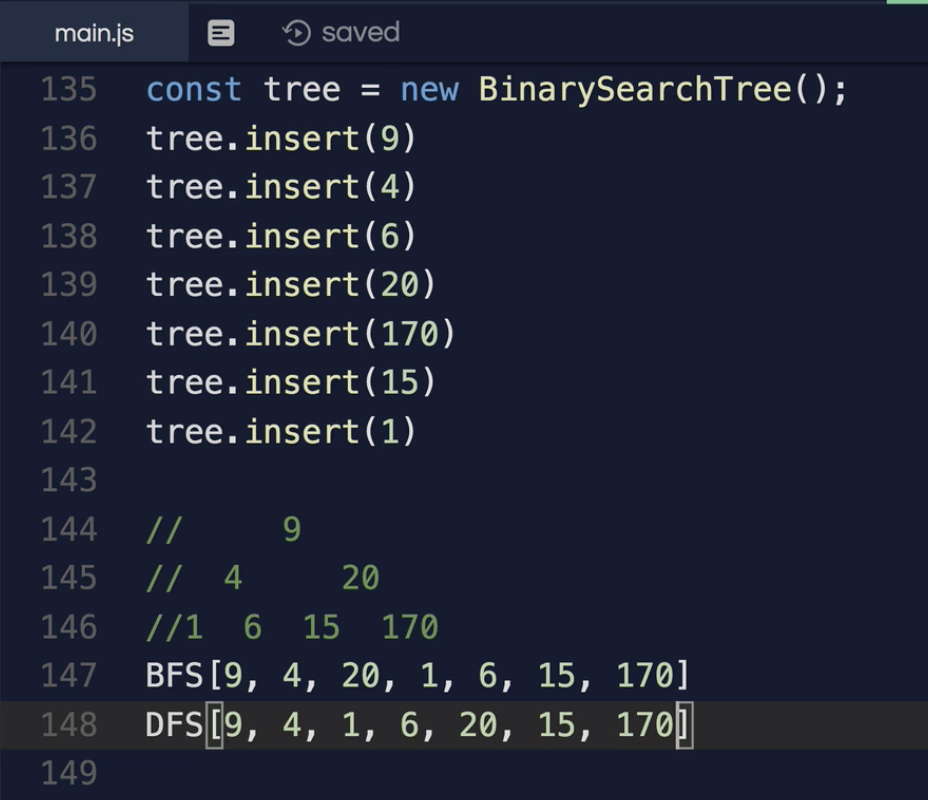 main.js saved
135 const tree = new BinarySearchTree();
136 tree.insert(9)
137 tree.insert(4)
138 tree.insert(6)
139 tree.insert(20)
140 tree.insert(170)
141 tree.insert(15)
142 tree.insert(1)
143
144 //     9
145 //  4     20
146 //1  6  15  170
147 BFS[9, 4, 20, 1, 6, 15, 170]
148 DFS[9, 4, 1, 6, 20, 15, 170]
149